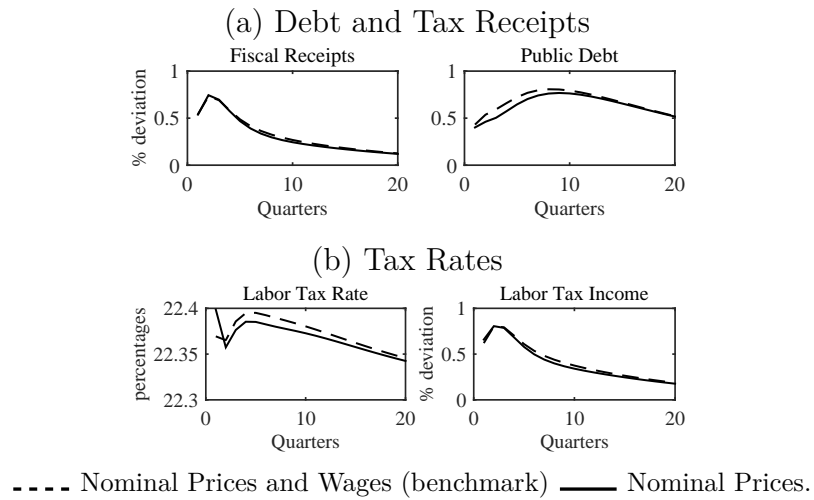 (a) Debt and Tax Receipts
Fiscal Receipts
Public Debt
% deviation
1
0.5
0
0
10
20
Quarters
1
0.5
0
0
10
20
Quarters
(b) Tax Rates
Labor Tax Rate
Labor Tax Income
percentages
22.4
22.35
22.3
0
10
20
Quarters
% deviation
1
0.5
0
0
10
20
Quarters
Nominal Prices and Wages (benchmark) Nominal Prices.